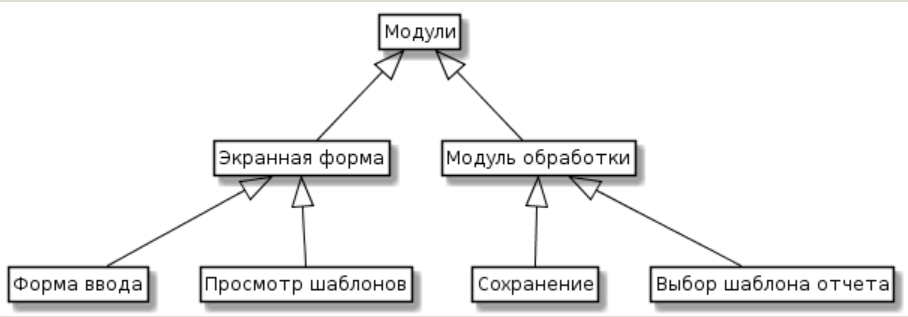 Модули
Экранная форма
Модуль обработки
Форма ввода
Просмотр шаблонов
Сохранение
Выбор шаблона отчета